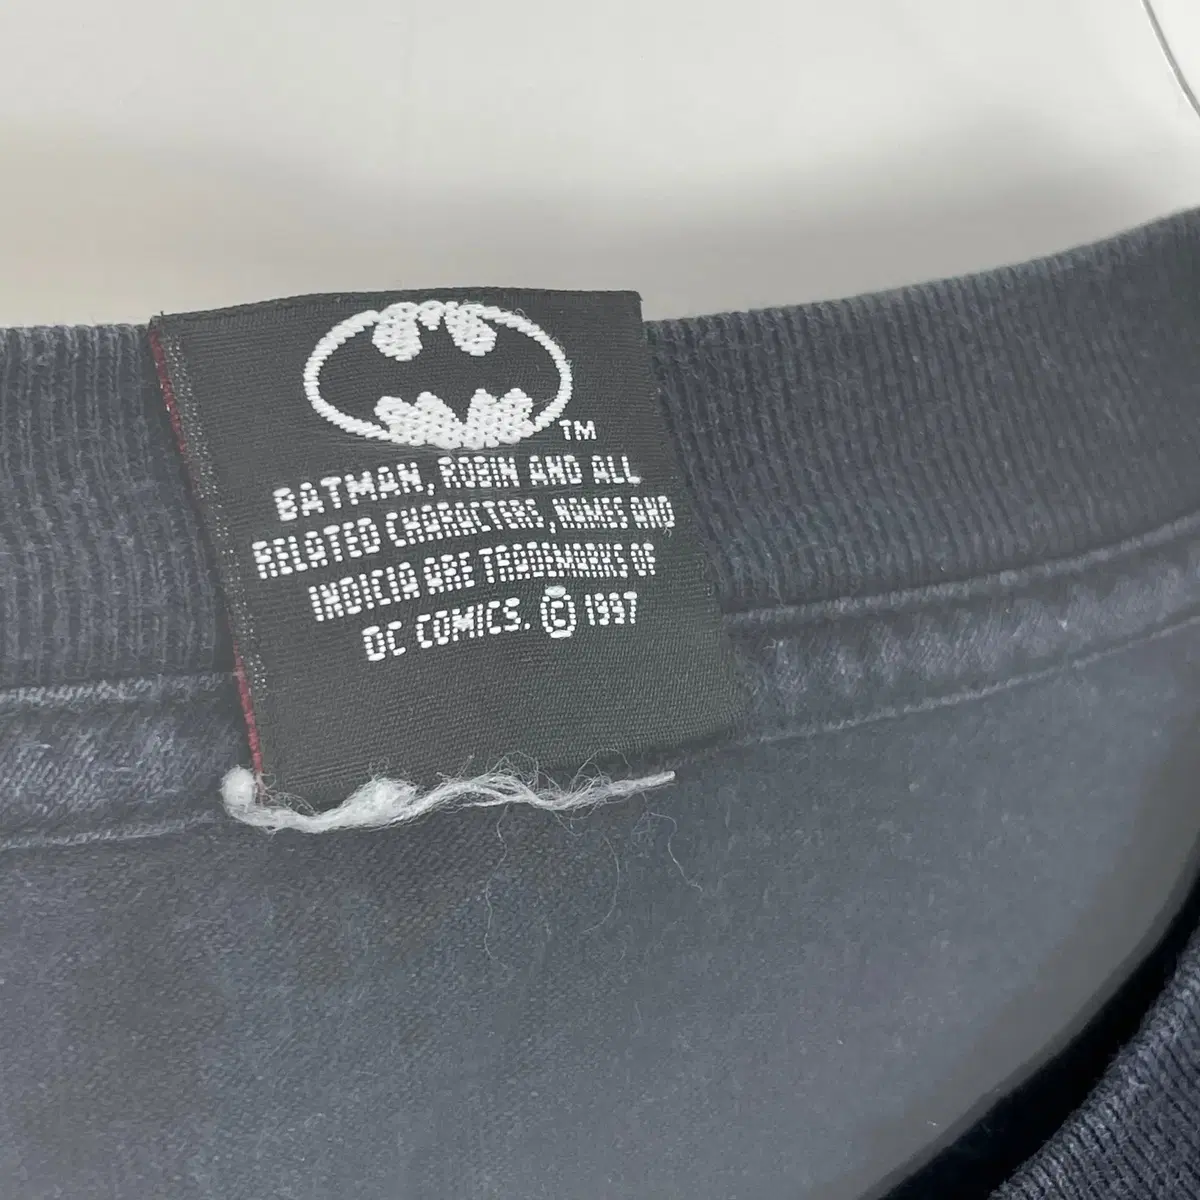 TM
BATMAN, ROBIN AND ALL
RELATED CHARACTERS, NAMES AND
INDICIA ARE TRADEMARKS OF
DC COMICS. © 1997